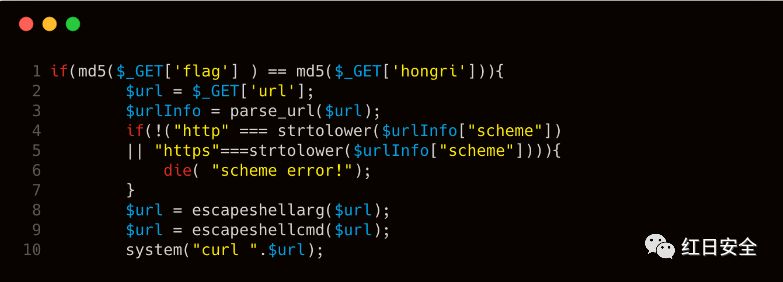 1 if(md5($_GET['flag'] ) == md5($_GET['hongri'])){
2 $url = $_GET['url'];
3 $urlInfo = parse_url($url);
4 if(!("http" === strtolower($urlInfo["scheme"])
5 || "https"===strtolower($urlInfo["scheme"]))){
6 die( "scheme error!");
7 }
8 $url = escapeshellarg($url);
9 $url = escapeshellcmd($url);
10 system("curl ".$url);
红日安全